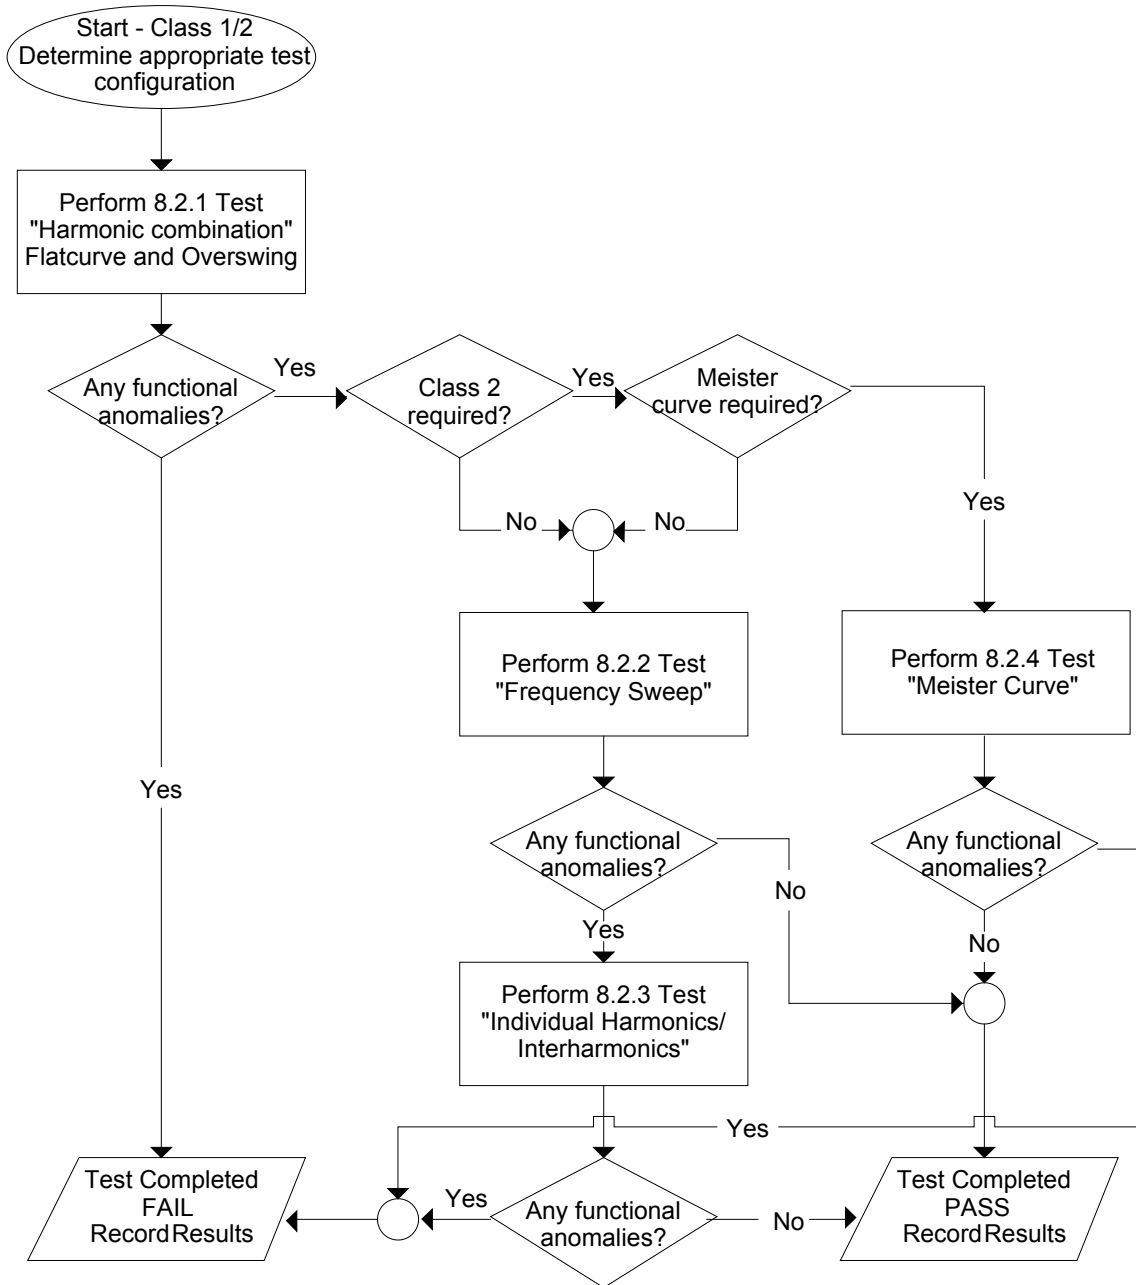 Start - Class 1/2
Determine appropriate test
configuration
Perform 8.2.1 Test
"Harmonic combination"
Flatcurve and Overswing
Any functional
anomalies?
Yes
Class 2
required?
Yes
Meister
curve required?
No
No
Yes
Perform 8.2.2 Test
"Frequency Sweep"
Perform 8.2.4 Test
"Meister Curve"
Yes
Any functional
anomalies?
No
Any functional
anomalies?
Yes
No
Perform 8.2.3 Test
"Individual Harmonics/
Interharmonics"
Yes
Test Completed
FAIL
Record Results
Yes
Any functional
anomalies?
No
Test Completed
PASS
Record Results